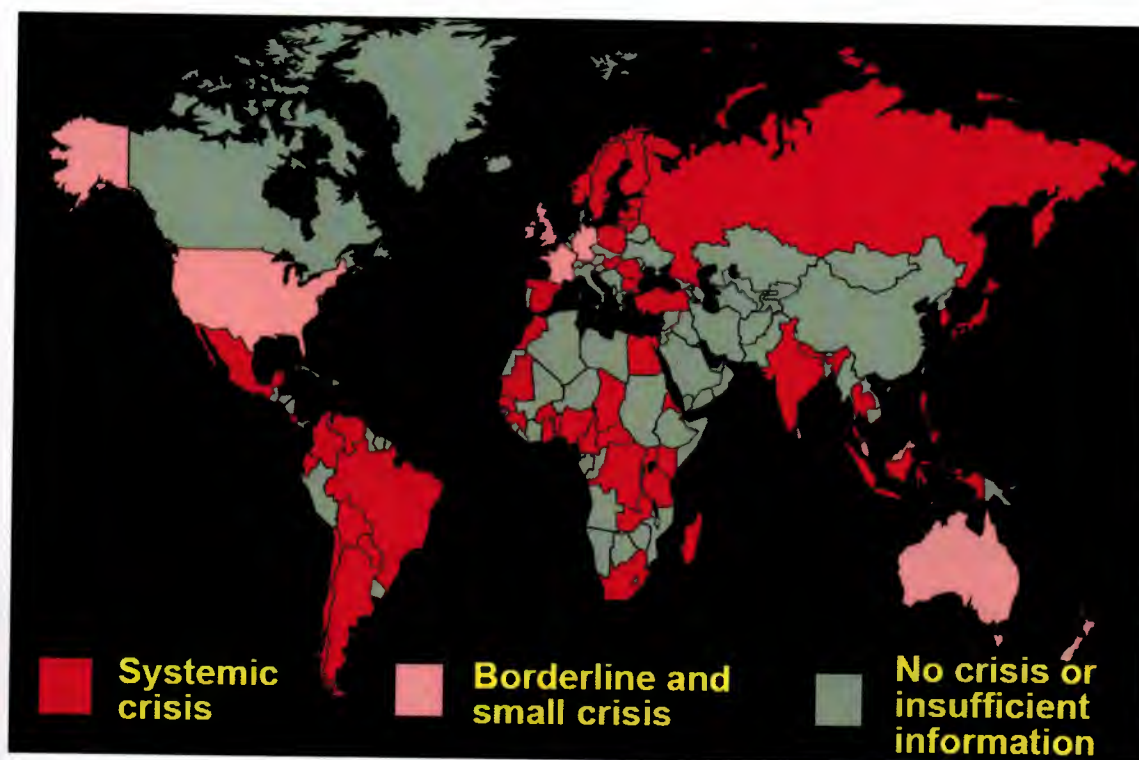 Systemic
crisis
Borderline and
small crisis
No crisis or
insufficient
information